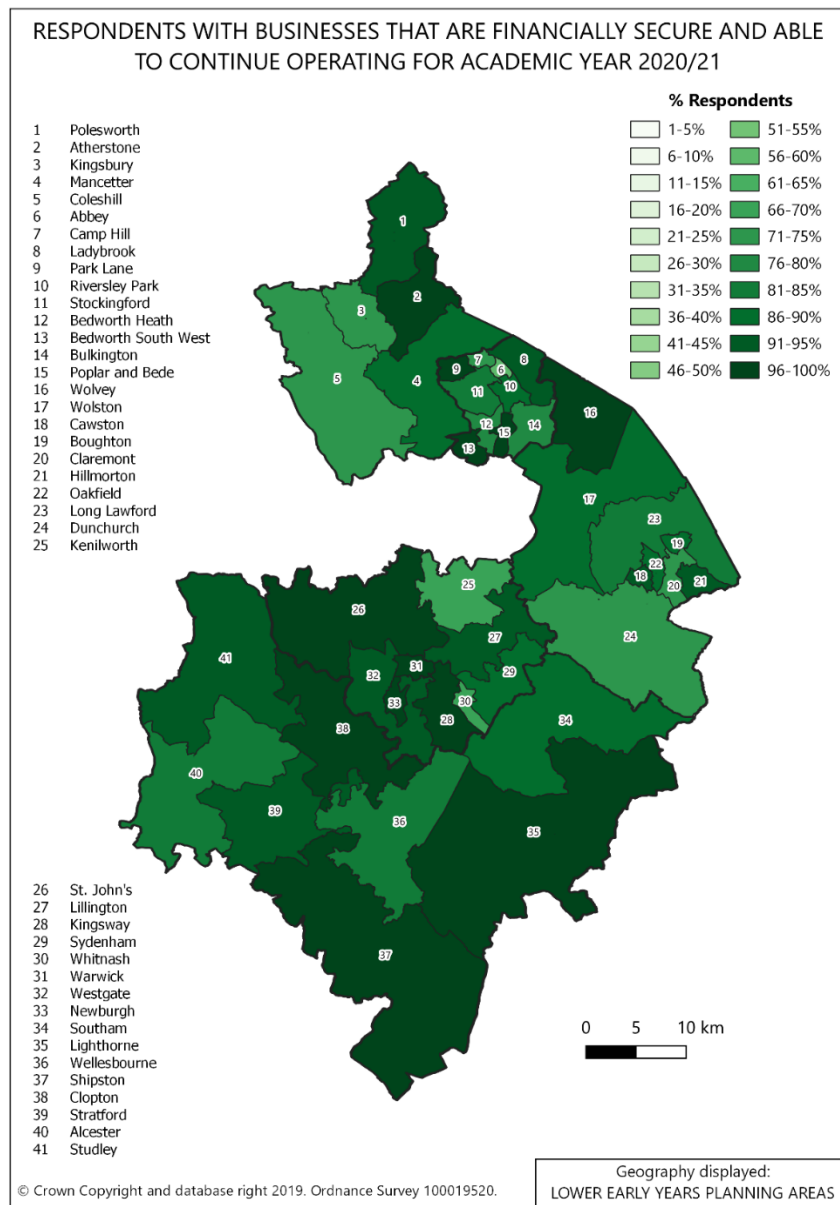 RESPONDENTS WITH BUSINESSES THAT ARE FINANCIALLY SECURE AND ABLE
TO CONTINUE OPERATING FOR ACADEMIC YEAR 2020/21
1 Polesworth
2 Atherstone
3 Kingsbury
4 Mancetter
5 Coleshill
6 Abbey
7 Camp Hill
8 Ladybrook
9 Park Lane
10 Riversley Park
11 Stockingford
12 Bedworth Heath
13 Bedworth South West
14 Bulkington
15 Poplar and Bede
16 Wolvey
17 Wolston
18 Cawston
19 Boughton
20 Claremont
21 Hillmorton
22 Oakfield
23 Long Lawford
24 Dunchurch
25 Kenilworth
% Respondents
1-5% 51-55%
6-10% 56-60%
11-15% 61-65%
16-20% 66-70%
21-25% 71-75%
26-30% 76-80%
31-35% 81-85%
36-40% 86-90%
41-45% 91-95%
46-50% 96-100%
1
2
3
5
4
9
7
6
8
10
11
12
13
15
14
16
17
23
19
22
18
20
21
24
25
26
27
41
31
32
29
33
28
30
34
38
40
39
36
35
37
26 St. John's
27 Lillington
28 Kingsway
29 Sydenham
30 Whitnash
31 Warwick
32 Westgate
33 Newburgh
34 Southam
35 Lighthorne
36 Wellesbourne
37 Shipston
38 Clopton
39 Stratford
40 Alcester
41 Studley
0 5 10 km
© Crown Copyright and database right 2019. Ordnance Survey 100019520.
Geography displayed:
LOWER EARLY YEARS PLANNING AREAS